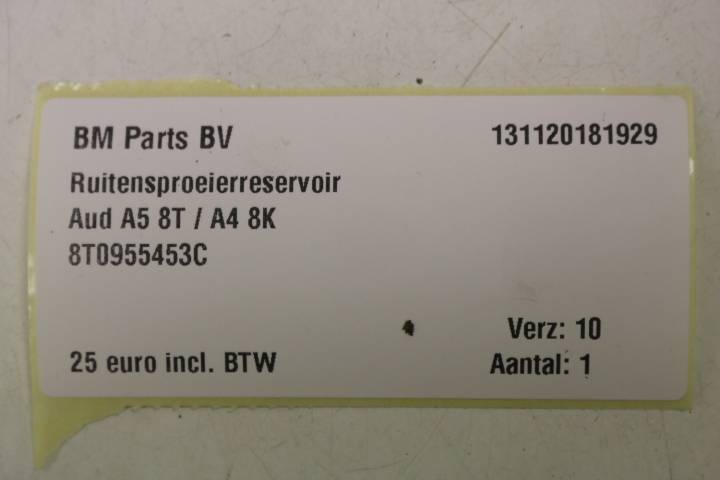 BM Parts BV 131120181929
Ruitensproeierreservoir
Aud A5 8T / A4 8K
8T0955453C
Verz: 10
25 euro incl. BTW Aantal: 1